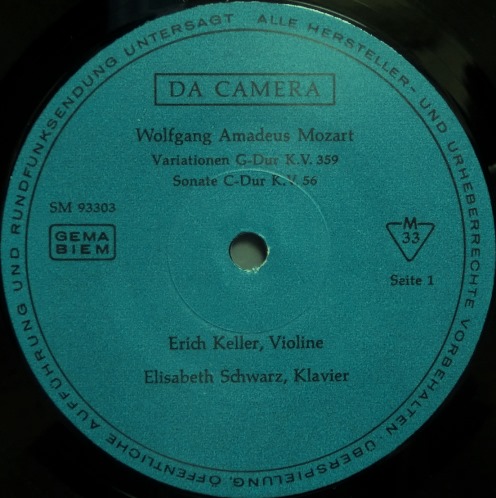 DA CAMERA
Wolfgang Amadeus Mozart
Variationen G-Dur K.V. 359
Sonate C-Dur K.V. 56
SM 93303
GEMA
BIEM
M
33
Seite 1
Erich Keller, Violine
Elisabeth Schwarz, Klavier
ALLE HERSTELLER- UND URHEBERRECHTE VORBEHALTEN. ÜBERSPIELUNG, ÖFFENTLICHE AUFFÜHRUNG UND RUNDFUNKSENDUNG UNTERSAGT